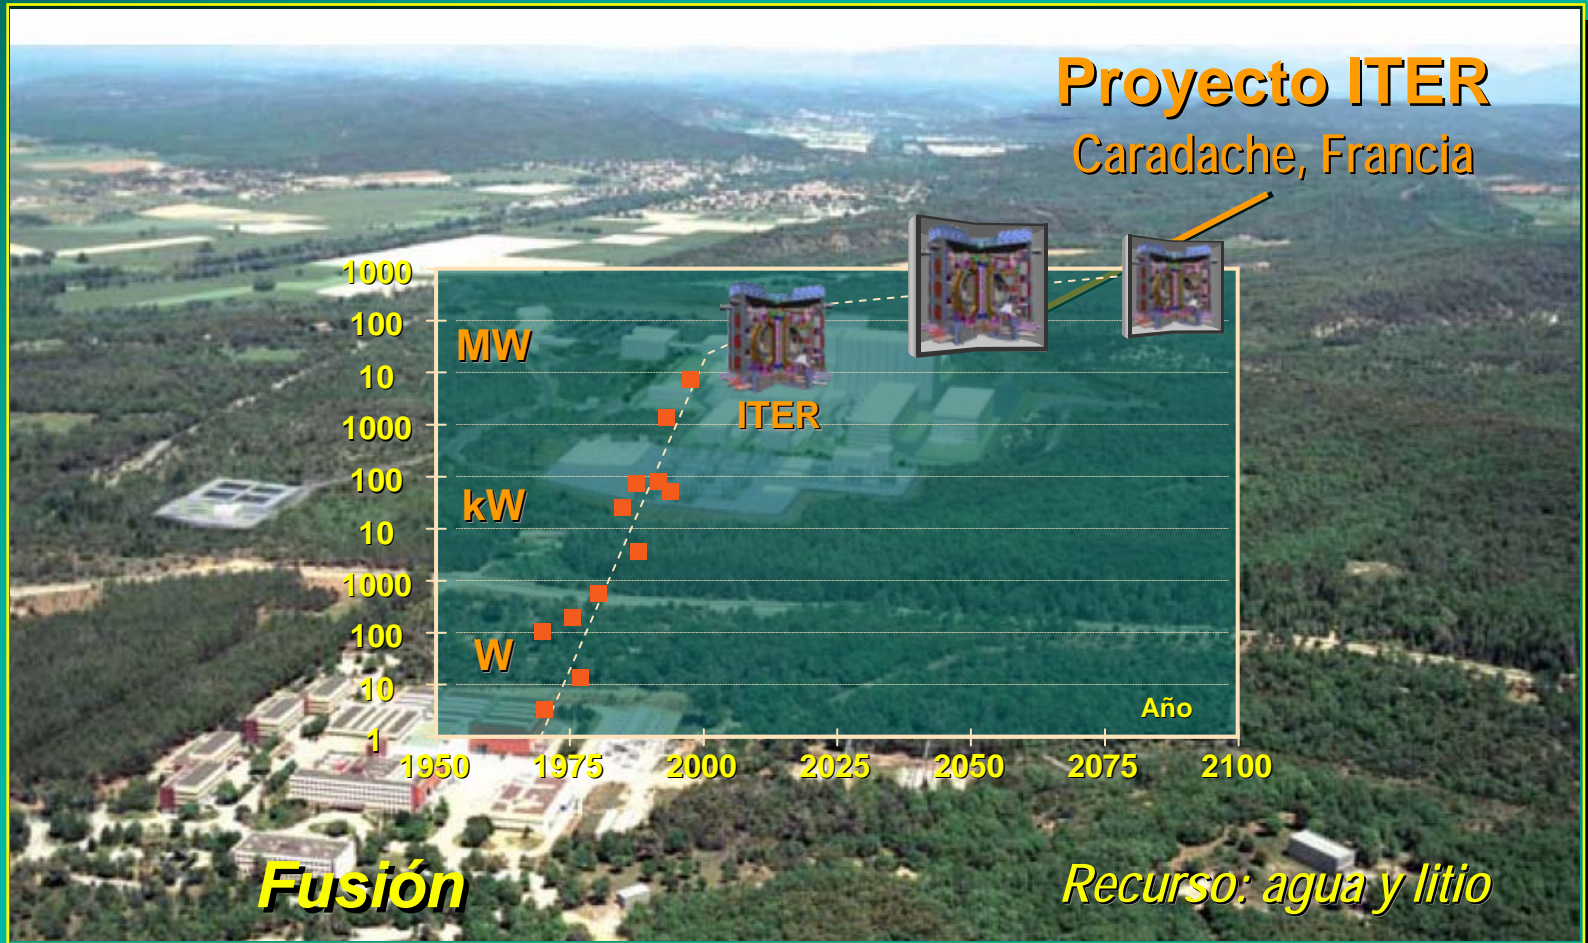 Proyecto ITER
Caradache, Francia
1000
100
MW
10
ITER
1000
100
kW
10
1000
100
W
10
Año
1
1950 1975 2000 2025 2050 2075 2100
Fusión
Recurso: agua y litio